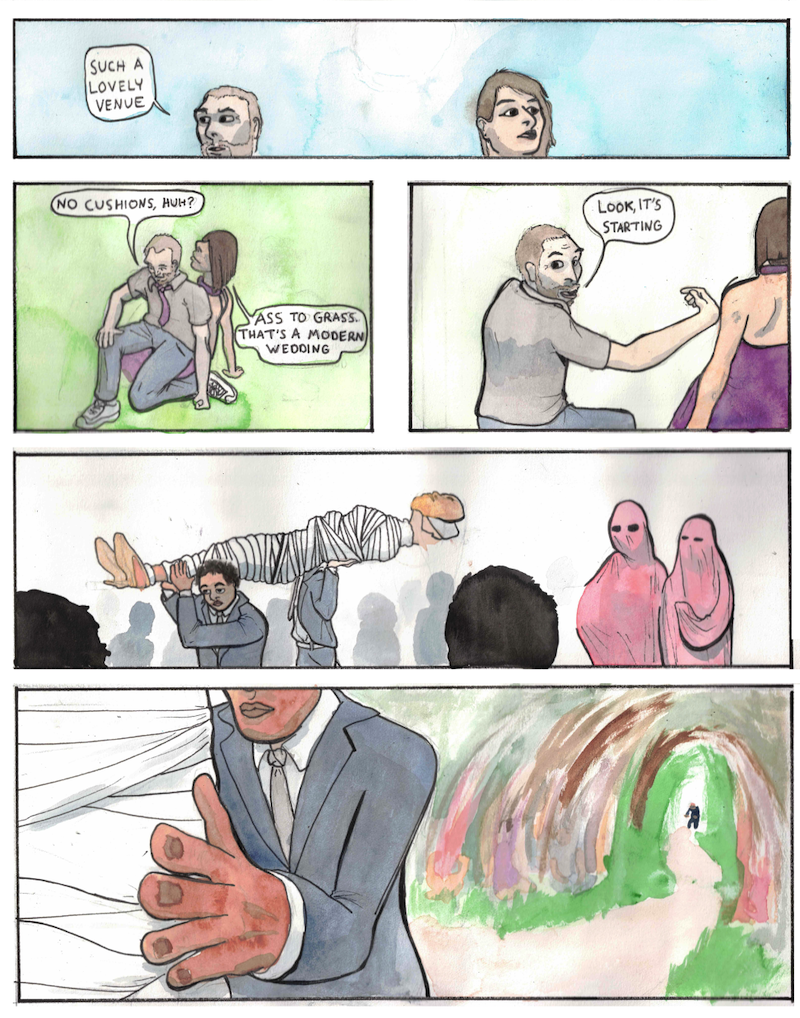 SUCH A
LOVELY
VENUE
NO CUSHIONS, HUH?
ASS TO GRASS.
THAT'S A MODERN
WEDDING
LOOK, IT'S
STARTING